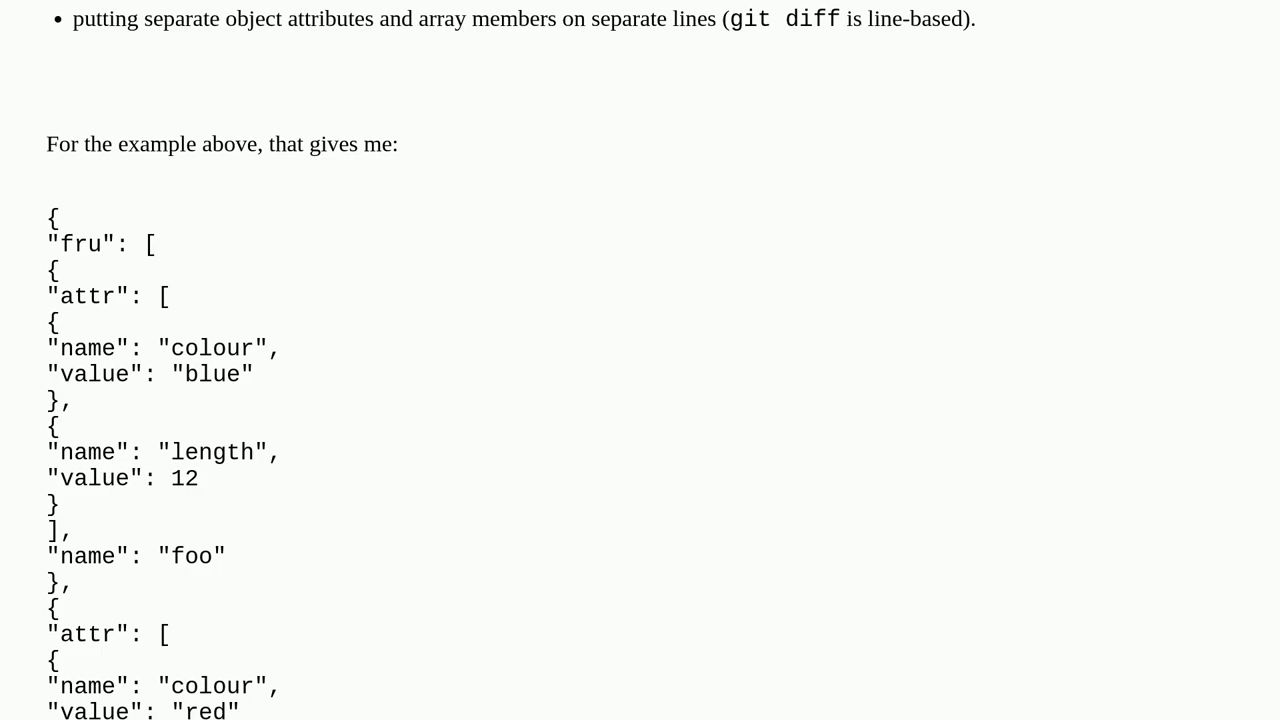 • putting separate object attributes and array members on separate lines (git diff is line-based).
For the example above, that gives me:
{
"fru": [
{
"attr": [
{
"name": "colour",
"value": "blue"
},
{
"name": "length",
"value": 12
}
],
"name": "foo"
},
{
"attr": [
{
"name": "colour",
"value": "red"